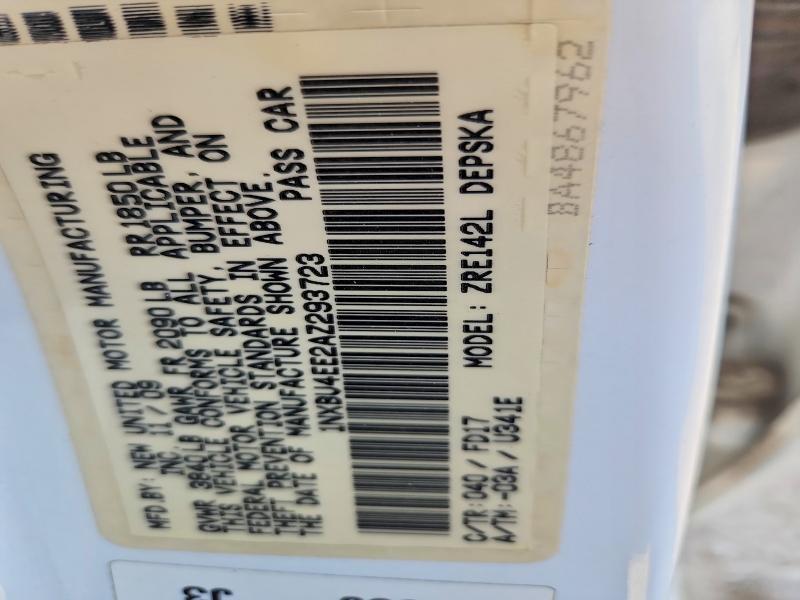 MFD.BY: NEW UNITED MOTOR MANUFACTURING
INC. 11/09
GVWR 3840LB GAWR FR 2090LB RR 1850LB
THIS VEHICLE CONFORMS TO ALL APPLICABLE
FEDERAL MOTOR VEHICLE SAFETY, BUMPER, AND
THEFT PREVENTION STANDARDS IN EFFECT ON
THE DATE OF MANUFACTURE SHOWN ABOVE.
1NXBU4EE2AZ293723 PASS CAR
C/TR: 040/FD17 MODEL: ZRE142L DEPSKA
A/TM: -03A/U341E
BA4867962